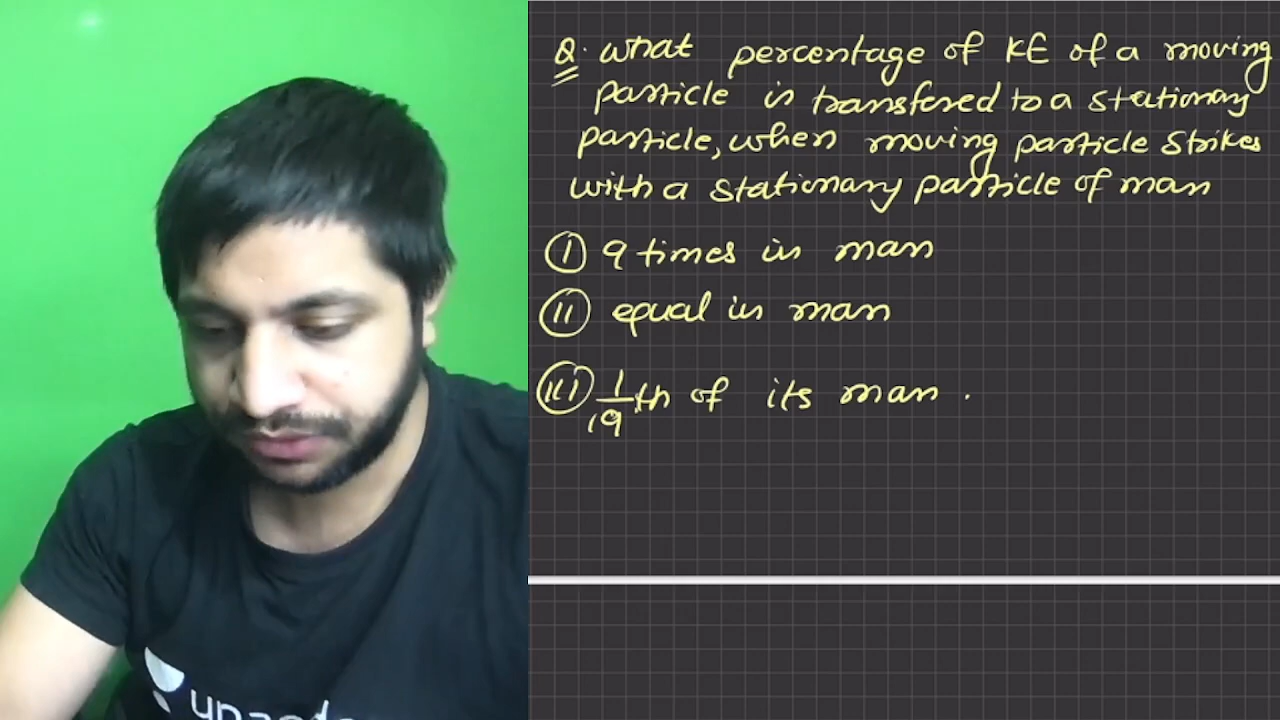 Q. what percentage of KE of a moving
particle is transfered to a stationary
particle, when moving particle strikes
with a stationary particle of mass
(I) 9 times in mass
(II) equal in mass
(III) 1/19 th of its mass.